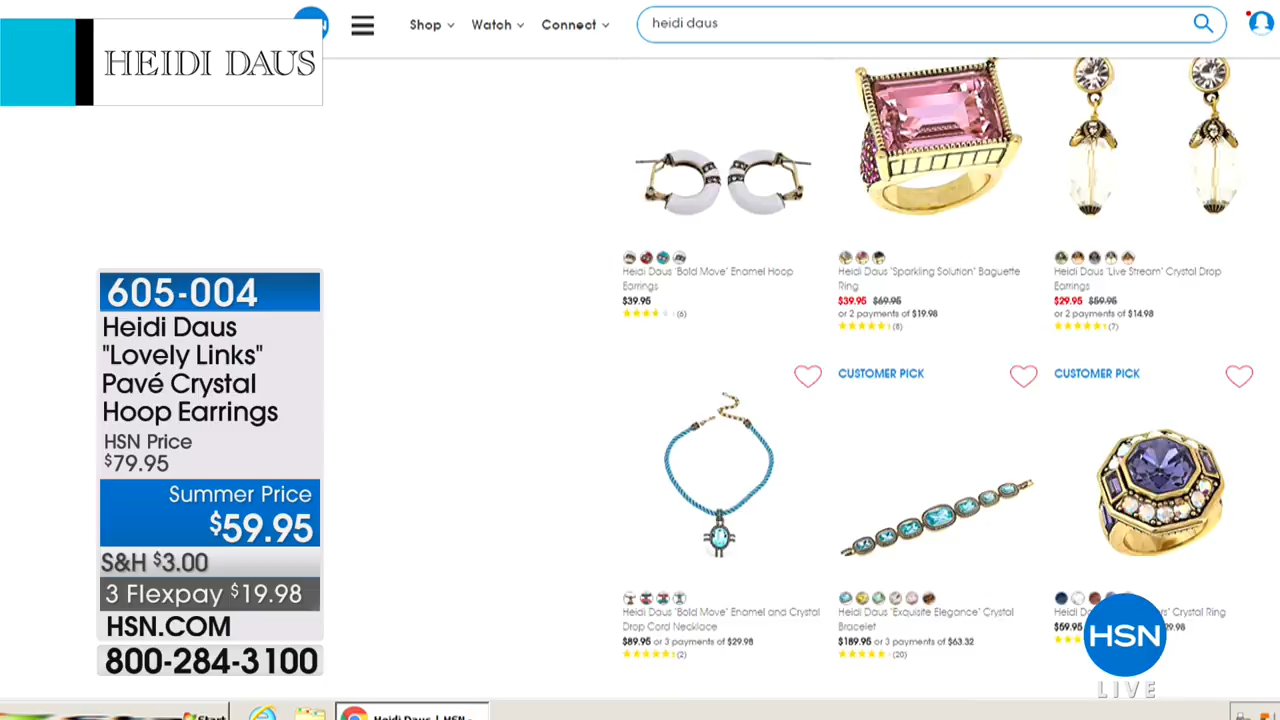 HEIDI DAUS
Shop
Watch
Connect
heidi daus
605-004
Heidi Daus
"Lovely Links"
Pavé Crystal
Hoop Earrings
HSN Price
$79.95
Summer Price
$59.95
S&H $3.00
3 Flexpay $19.98
HSN.COM
800-284-3100
Heidi Daus "Bold Move" Enamel Hoop
Earrings
$39.95
(6)
Heidi Daus "Sparkling Solution" Baguette
Ring
$39.95 $69.95
or 2 payments of $19.98
(8)
Heidi Daus "Live Stream" Crystal Drop
Earrings
$29.95 $59.95
or 2 payments of $14.98
(7)
CUSTOMER PICK
CUSTOMER PICK
Heidi Daus "Bold Move" Enamel and Crystal
Drop Cord Necklace
$89.95 or 3 payments of $29.98
(2)
Heidi Daus "Exquisite Elegance" Crystal
Bracelet
$189.95 or 3 payments of $63.32
(20)
Crystal Ring
$59.95
HSN
LIVE
Start
Heidi Daus | HSN